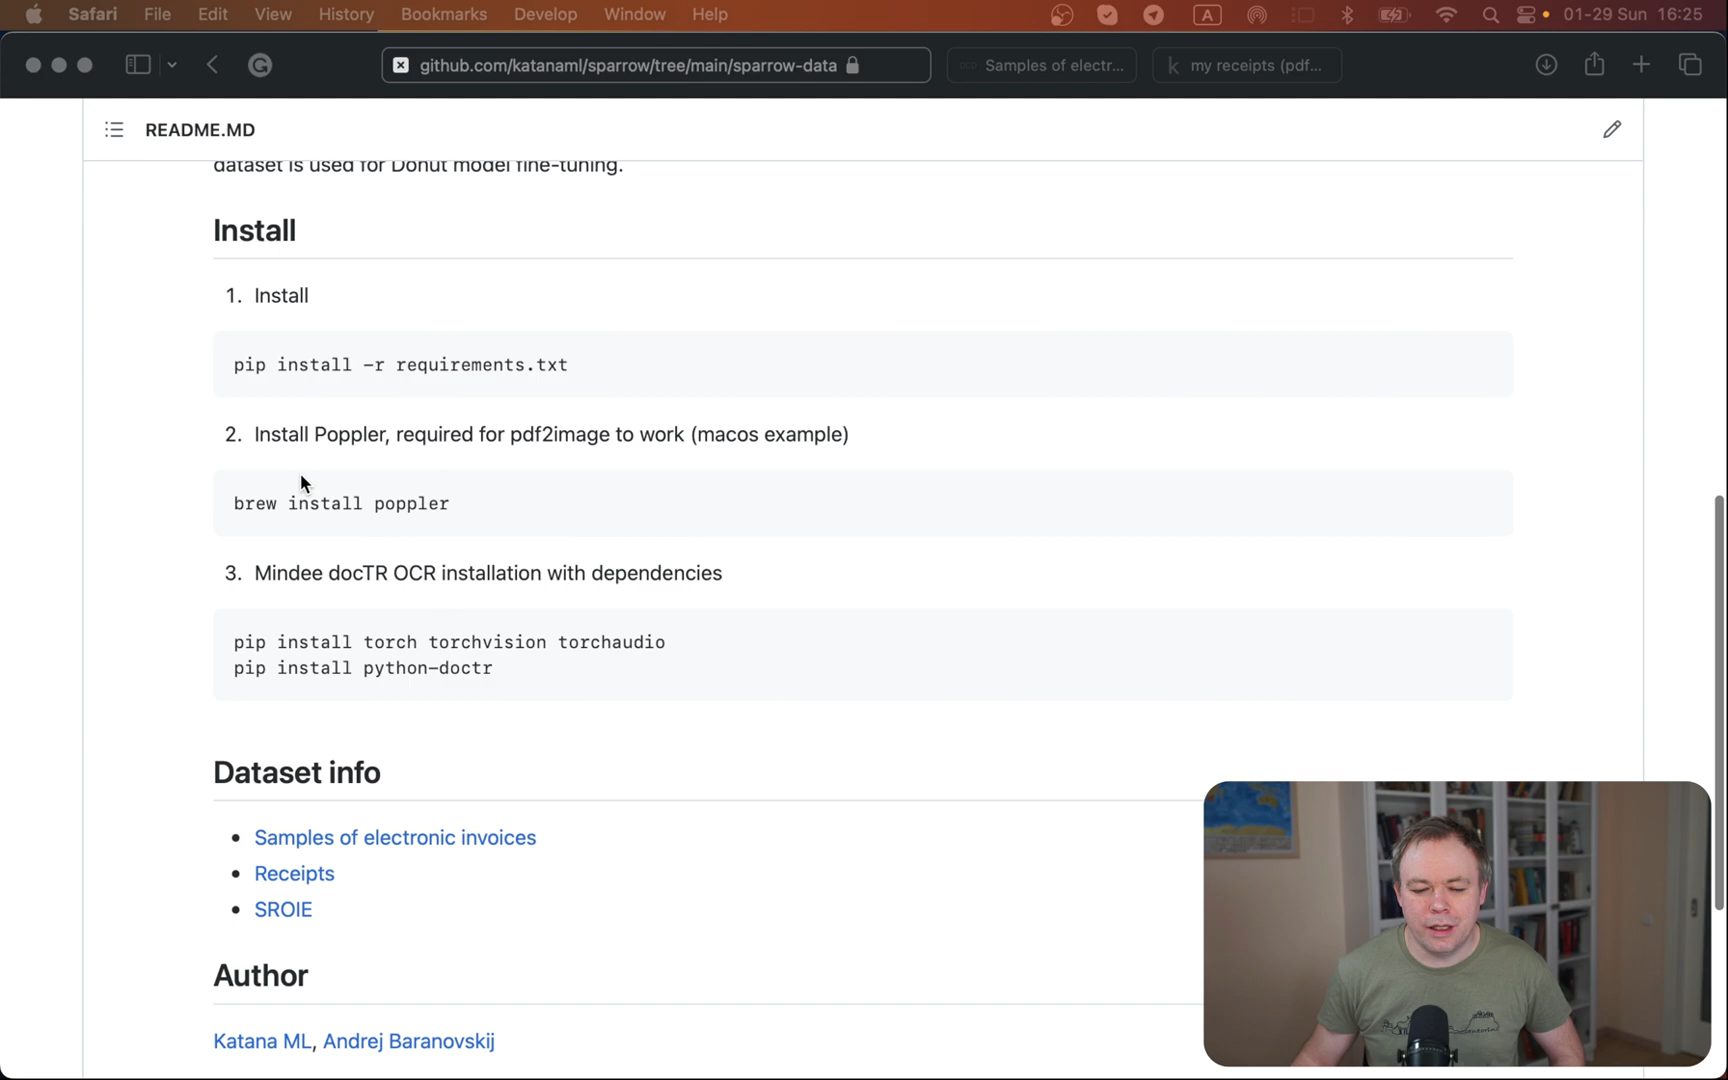 Safari File Edit View History Bookmarks Develop Window Help A 01-29 Sun 16:25
github.com/katanaml/sparrow/tree/main/sparrow-data Samples of electr... k my receipts (pdf...
README.MD
dataset is used for Donut model fine-tuning.
Install
1. Install
pip install -r requirements.txt
2. Install Poppler, required for pdf2image to work (macos example)
brew install poppler
3. Mindee docTR OCR installation with dependencies
pip install torch torchvision torchaudio
pip install python-doctr
Dataset info
• Samples of electronic invoices
• Receipts
• SROIE
Author
Katana ML, Andrej Baranovskij